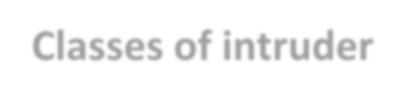 Classes of intruder